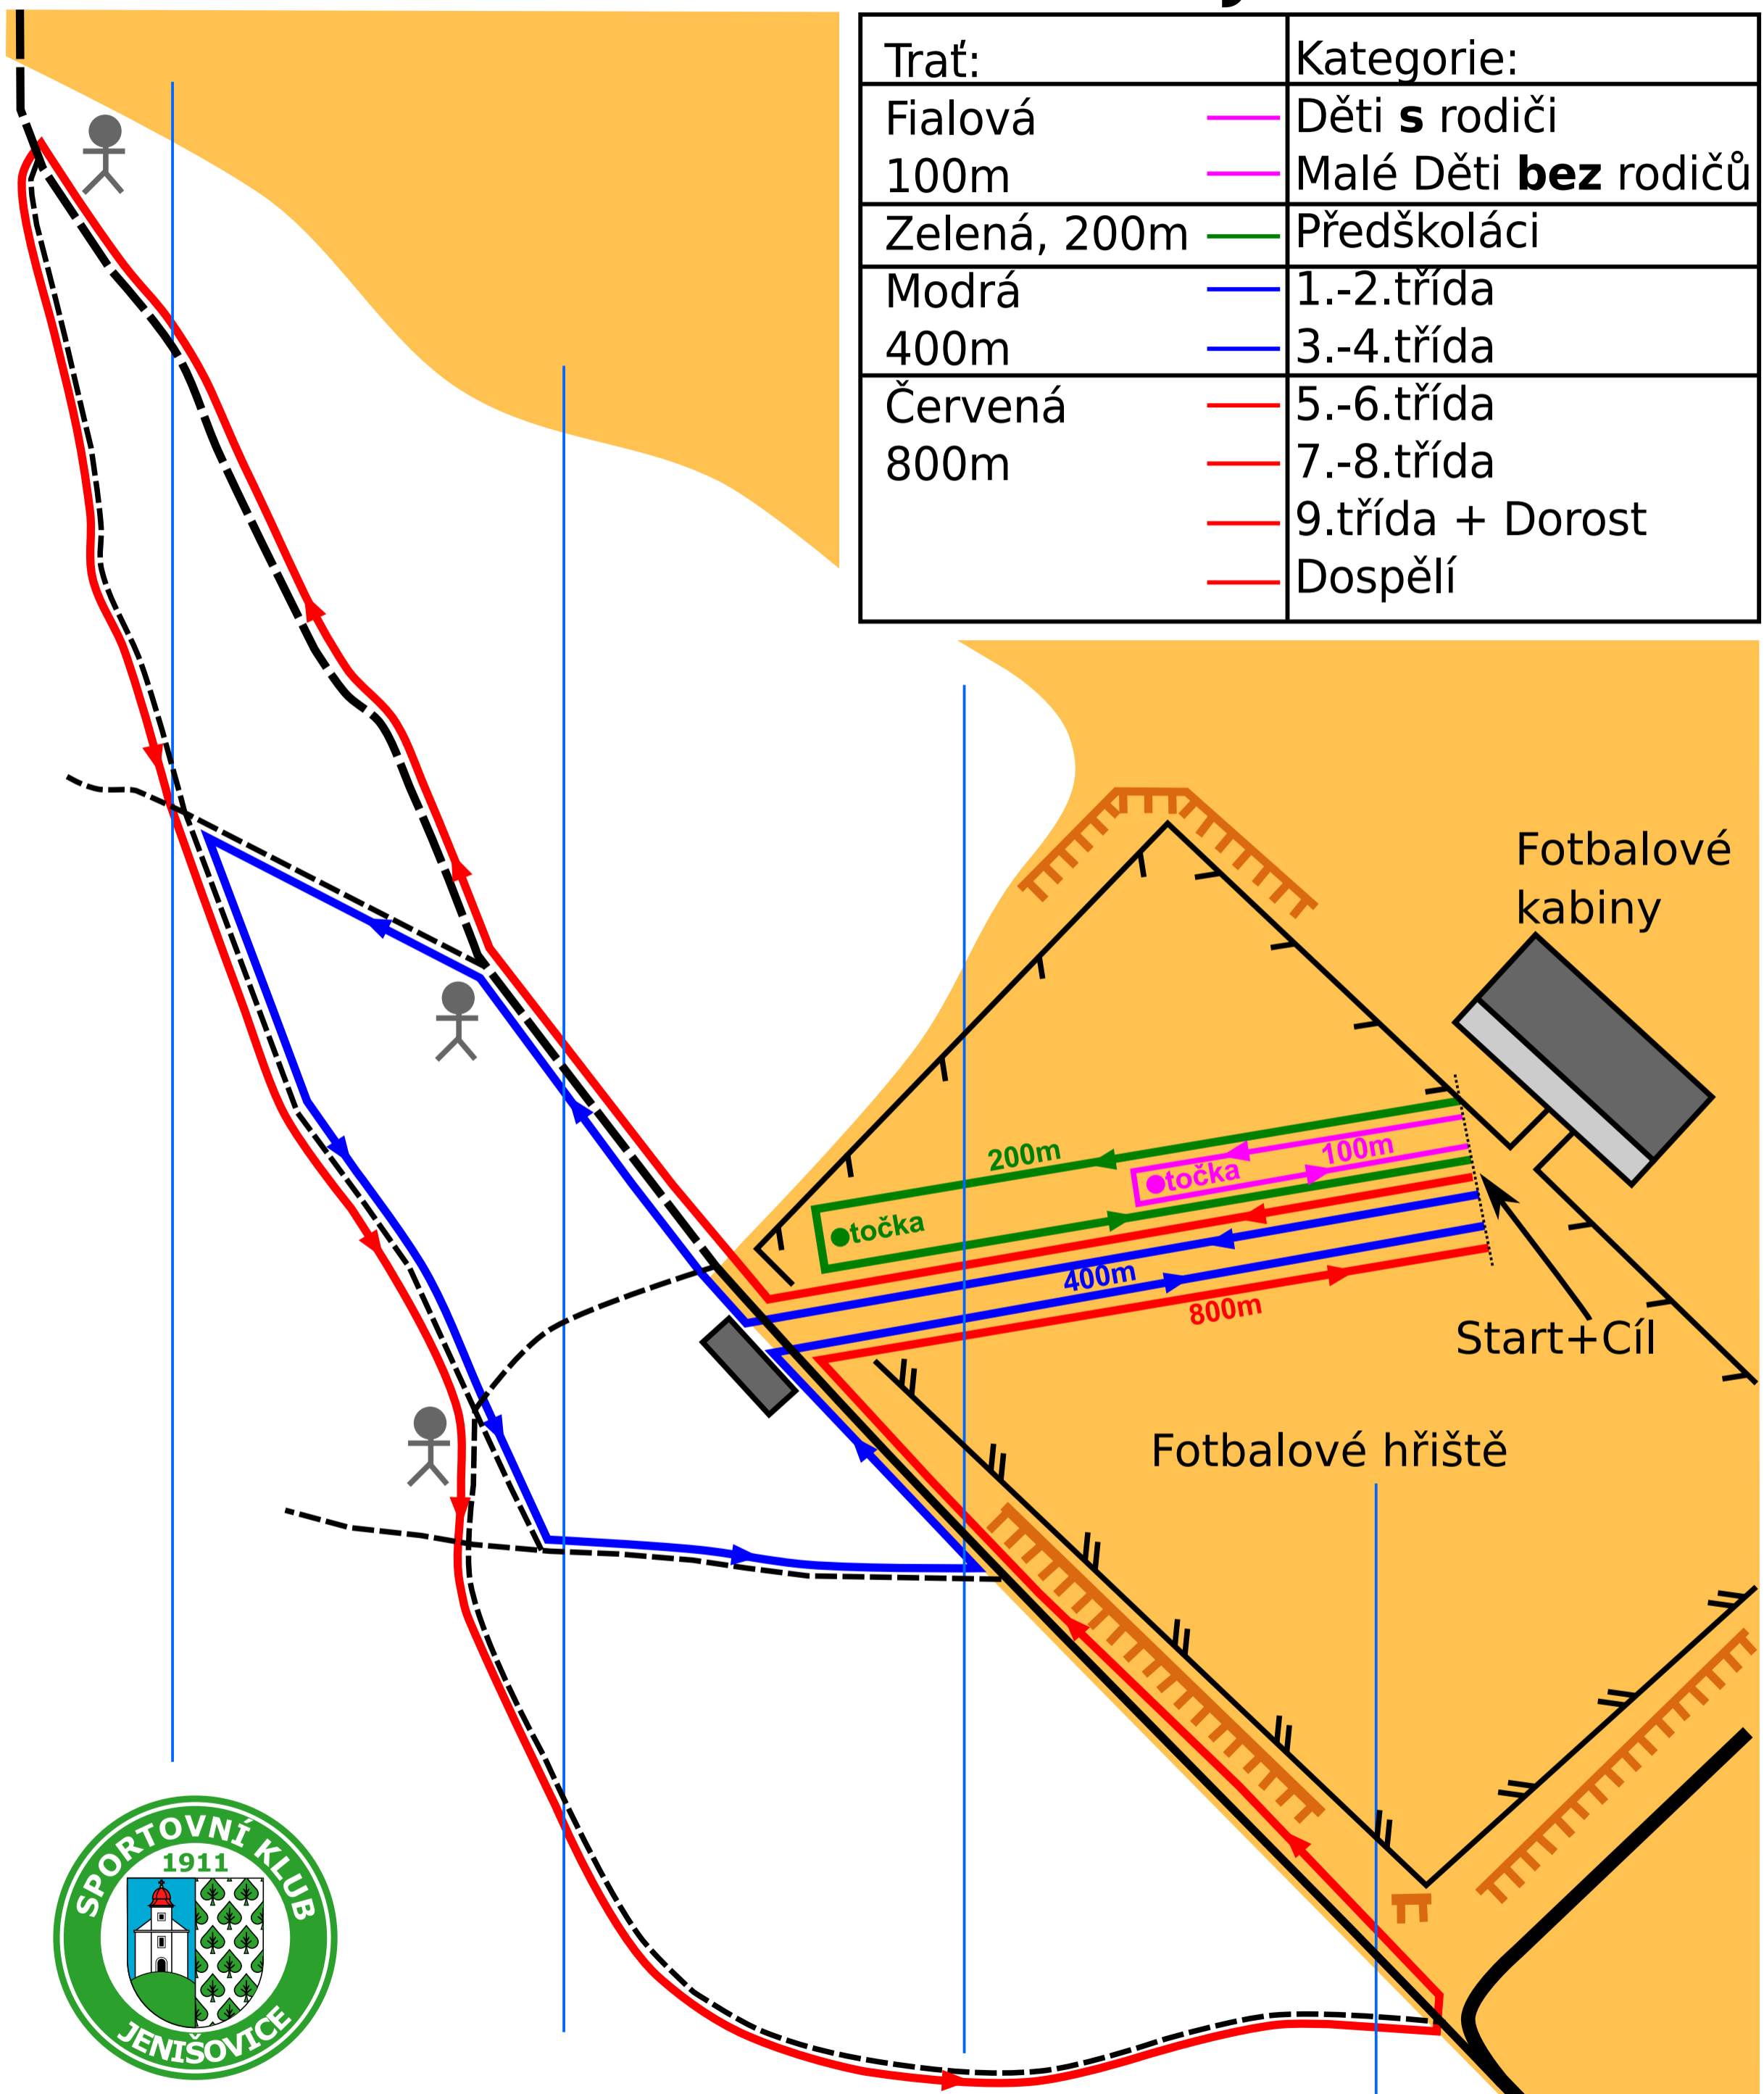 Trať:
Kategorie:
Fialová
100m
Děti s rodiči
Malé Děti bez rodičů
Zelená, 200m
Předškoláci
Modrá
400m
1.-2.třída
3.-4.třída
Červená
800m
5.-6.třída
7.-8.třída
9.třída + Dorost
Dospělí
Fotbalové
kabiny
200m
100m
točka
točka
400m
800m
Start+Cíl
Fotbalové hřiště
SPORTOVNÍ KLUB
1911
JENIŠOVICE